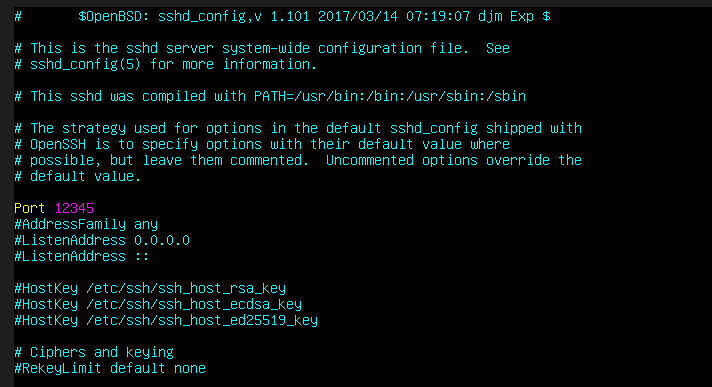 # $OpenBSD: sshd_config,v 1.101 2017/03/14 07:19:07 djm Exp $
# This is the sshd server system-wide configuration file.  See
# sshd_config(5) for more information.
# This sshd was compiled with PATH=/usr/bin:/bin:/usr/sbin:/sbin
# The strategy used for options in the default sshd_config shipped with
# OpenSSH is to specify options with their default value where
# possible, but leave them commented.  Uncommented options override the
# default value.
Port 12345
#AddressFamily any
#ListenAddress 0.0.0.0
#ListenAddress ::
#HostKey /etc/ssh/ssh_host_rsa_key
#HostKey /etc/ssh/ssh_host_ecdsa_key
#HostKey /etc/ssh/ssh_host_ed25519_key
# Ciphers and keying
#RekeyLimit default none